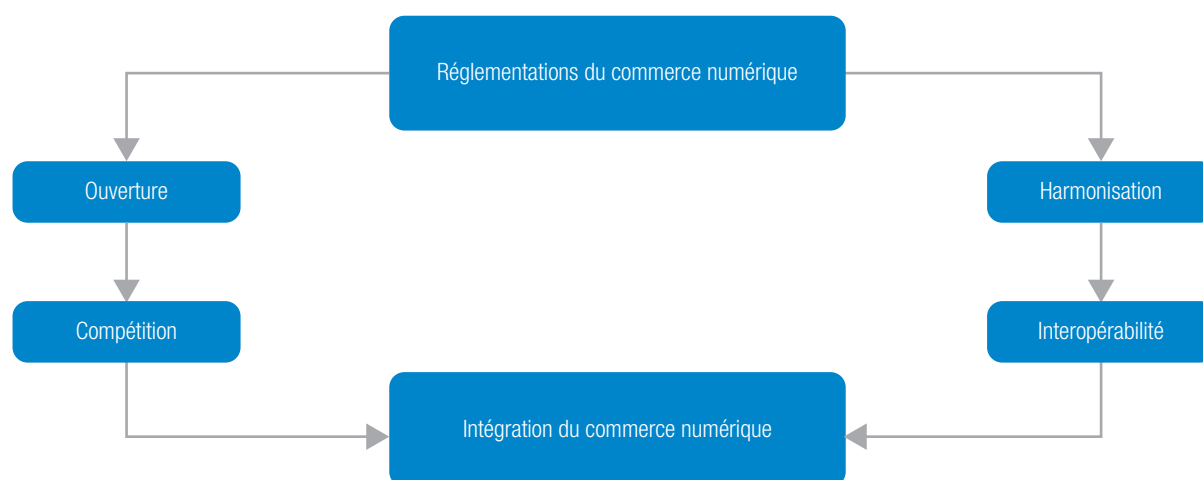 Réglementations du commerce numérique
Ouverture
Harmonisation
Compétition
Interopérabilité
Intégration du commerce numérique